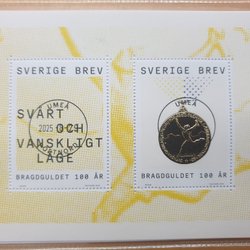 SVERIGE BREV
UMEÅ
SVÅRT
2025
OCH
VANSKLIGT
LÄGE
BRAGDGULDET 100 ÅR
SVERIGE BREV
UMEÅ
BRAGDGULDET 100 ÅR